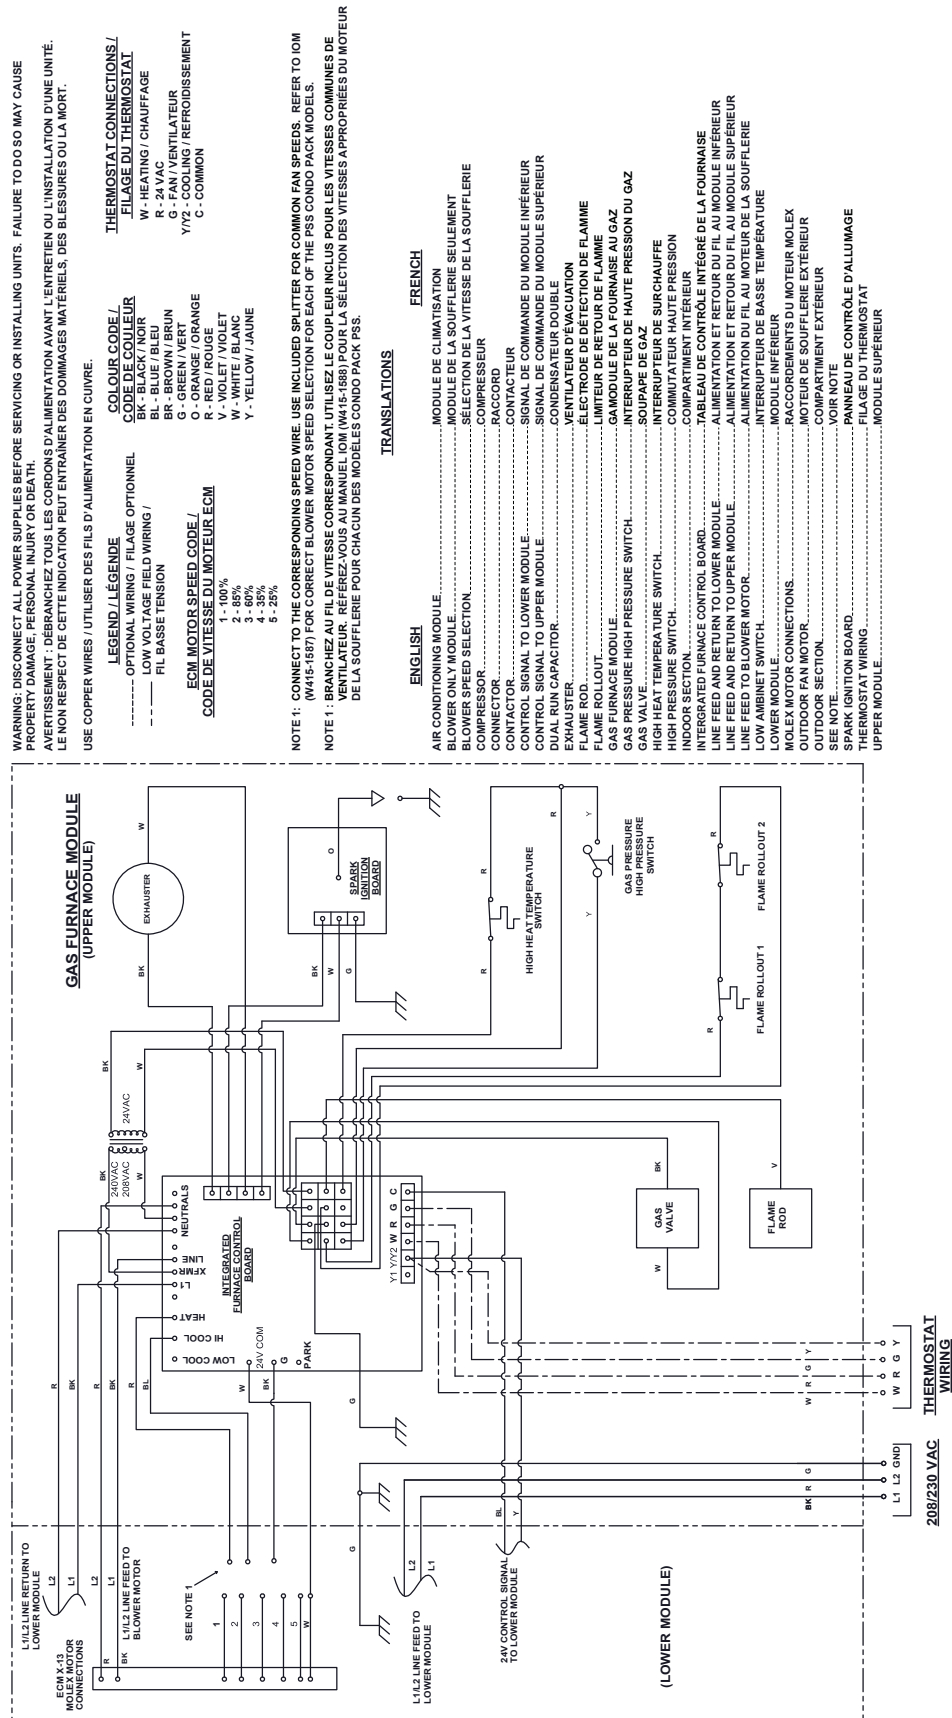 WARNING: DISCONNECT ALL POWER SUPPLIES BEFORE SERVICING OR INSTALLING UNITS. FAILURE TO DO SO MAY CAUSE
PROPERTY DAMAGE, PERSONAL INJURY OR DEATH.
AVERTISSEMENT : DÉBRANCHEZ TOUS LES CORDONS D'ALIMENTATION AVANT L'ENTRETIEN OU L'INSTALLATION D'UNE UNITÉ.
LE NON RESPECT DE CETTE INDICATION PEUT ENTRAÎNER DES DOMMAGES MATÉRIELS, DES BLESSURES OU LA MORT.
USE COPPER WIRES / UTILISER DES FILS D'ALIMENTATION EN CUIVRE.
LEGEND / LÉGENDE
OPTIONAL WIRING / FILAGE OPTIONNEL
LOW VOLTAGE FIELD WIRING /
FIL BASSE TENSION
ECM MOTOR SPEED CODE /
CODE DE VITESSE DU MOTEUR ECM
1 - 100%
2 - 85%
3 - 60%
4 - 35%
5 - 25%
COLOUR CODE /
CODE DE COULEUR
BK - BLACK / NOIR
BL - BLUE / BLEU
BR - BROWN / BRUN
G - GREEN / VERT
O - ORANGE / ORANGE
R - RED / ROUGE
V - VIOLET / VIOLET
W - WHITE / BLANC
Y - YELLOW / JAUNE
THERMOSTAT CONNECTIONS /
FILAGE DU THERMOSTAT
W - HEATING / CHAUFFAGE
R - 24 VAC
G - FAN / VENTILATEUR
Y/Y2 - COOLING / REFROIDISSEMENT
C - COMMON
NOTE 1: CONNECT TO THE CORRESPONDING SPEED WIRE. USE INCLUDED SPLITTER FOR COMMON FAN SPEEDS. REFER TO IOM
(W415-1587) FOR CORRECT BLOWER MOTOR SPEED SELECTION FOR EACH OF THE PSS CONDO PACK MODELS.
NOTE 1 : BRANCHEZ AU FIL DE VITESSE CORRESPONDANT. UTILISEZ LE COUPLEUR INCLUS POUR LES VITESSES COMMUNES DE
VENTILATEUR. RÉFÉREZ-VOUS AU MANUEL IOM (W415-1588) POUR LA SÉLECTION DES VITESSES APPROPRIÉES DU MOTEUR
DE LA SOUFFLERIE POUR CHACUN DES MODÈLES CONDO PACK PSS.
TRANSLATIONS
ENGLISH FRENCH
AIR CONDITIONING MODULE MODULE DE CLIMATISATION
BLOWER ONLY MODULE MODULE DE LA SOUFFLERIE SEULEMENT
BLOWER SPEED SELECTION SÉLECTION DE LA VITESSE DE LA SOUFFLERIE
COMPRESSOR COMPRESSEUR
CONNECTOR RACCORD
CONTACTOR CONTACTEUR
CONTROL SIGNAL TO LOWER MODULE SIGNAL DE COMMANDE DU MODULE INFÉRIEUR
CONTROL SIGNAL TO UPPER MODULE SIGNAL DE COMMANDE DU MODULE SUPÉRIEUR
DUAL RUN CAPACITOR CONDENSATEUR DOUBLE
EXHAUSTER VENTILATEUR D'ÉVACUATION
FLAME ROD ÉLECTRODE DE DÉTECTION DE FLAMME
FLAME ROLLOUT LIMITEUR DE RETOUR DE FLAMME
GAS FURNACE MODULE GAMODULE DE LA FOURNAISE AU GAZ
GAS PRESSURE HIGH PRESSURE SWITCH INTERRUPTEUR DE HAUTE PRESSION DU GAZ
GAS VALVE SOUPAPE DE GAZ
HIGH HEAT TEMPERATURE SWITCH INTERRUPTEUR DE SURCHAUFFE
HIGH PRESSURE SWITCH COMMUTATEUR HAUTE PRESSION
INDOOR SECTION COMPARTIMENT INTÉRIEUR
INTERGRATED FURNACE CONTROL BOARD TABLEAU DE CONTRÔLE INTÉGRÉ DE LA FOURNAISE
LINE FEED AND RETURN TO LOWER MODULE ALIMENTATION ET RETOUR DU FIL AU MODULE INFÉRIEUR
LINE FEED AND RETURN TO UPPER MODULE ALIMENTATION ET RETOUR DU FIL AU MODULE SUPÉRIEUR
LINE FEED TO BLOWER MOTOR ALIMENTATION DU FIL AU MOTEUR DE LA SOUFFLERIE
LOW AMBINET SWITCH INTERRUPTEUR DE BASSE TEMPÉRATURE
LOWER MODULE MODULE INFÉRIEUR
MOLEX MOTOR CONNECTIONS RACCORDEMENTS DU MOTEUR MOLEX
OUTDOOR FAN MOTOR MOTEUR DE SOUFFLERIE EXTÉRIEUR
OUTDOOR SECTION COMPARTIMENT EXTÉRIEUR
SEE NOTE VOIR NOTE
SPARK IGNITION BOARD PANNEAU DE CONTRÔLE D'ALLUMAGE
THERMOSTAT WIRING FILAGE DU THERMOSTAT
UPPER MODULE MODULE SUPÉRIEUR
GAS FURNACE MODULE
(UPPER MODULE)
EXHAUSTER
BK
W
SPARK
IGNITION
BOARD
O
BK
W
G
HIGH HEAT TEMPERATURE
SWITCH
R
R
R
GAS PRESSURE
HIGH PRESSURE
SWITCH
Y
Y
FLAME ROLLOUT 1
FLAME ROLLOUT 2
R
R
24VAC
240VAC
208VAC
BK
W
BK
W
INTEGRATED
FURNACE CONTROL
BOARD
NEUTRALS
LINE
XFMR
L1
HEAT
HI COOL
LOW COOL
24V COM
G
PARK
Y1 Y/Y2 W R G C
GAS
VALVE
BK
W
FLAME
ROD
V
R
BK
R
BK
R
BL
W
BK
G
G
BL
Y
L1/L2 LINE RETURN TO
LOWER MODULE
L2
L1
L2
L1
L1/L2 LINE FEED TO
BLOWER MOTOR
R
BK
ECM X-13
MOLEX MOTOR
CONNECTIONS
SEE NOTE 1
1
2
3
4
5
W
L1/L2 LINE FEED TO
LOWER MODULE
L2
L1
24V CONTROL SIGNAL
TO LOWER MODULE
(LOWER MODULE)
BK R G
L1 L2 GND
208/230 VAC
W R G Y
W R G Y
THERMOSTAT
WIRING